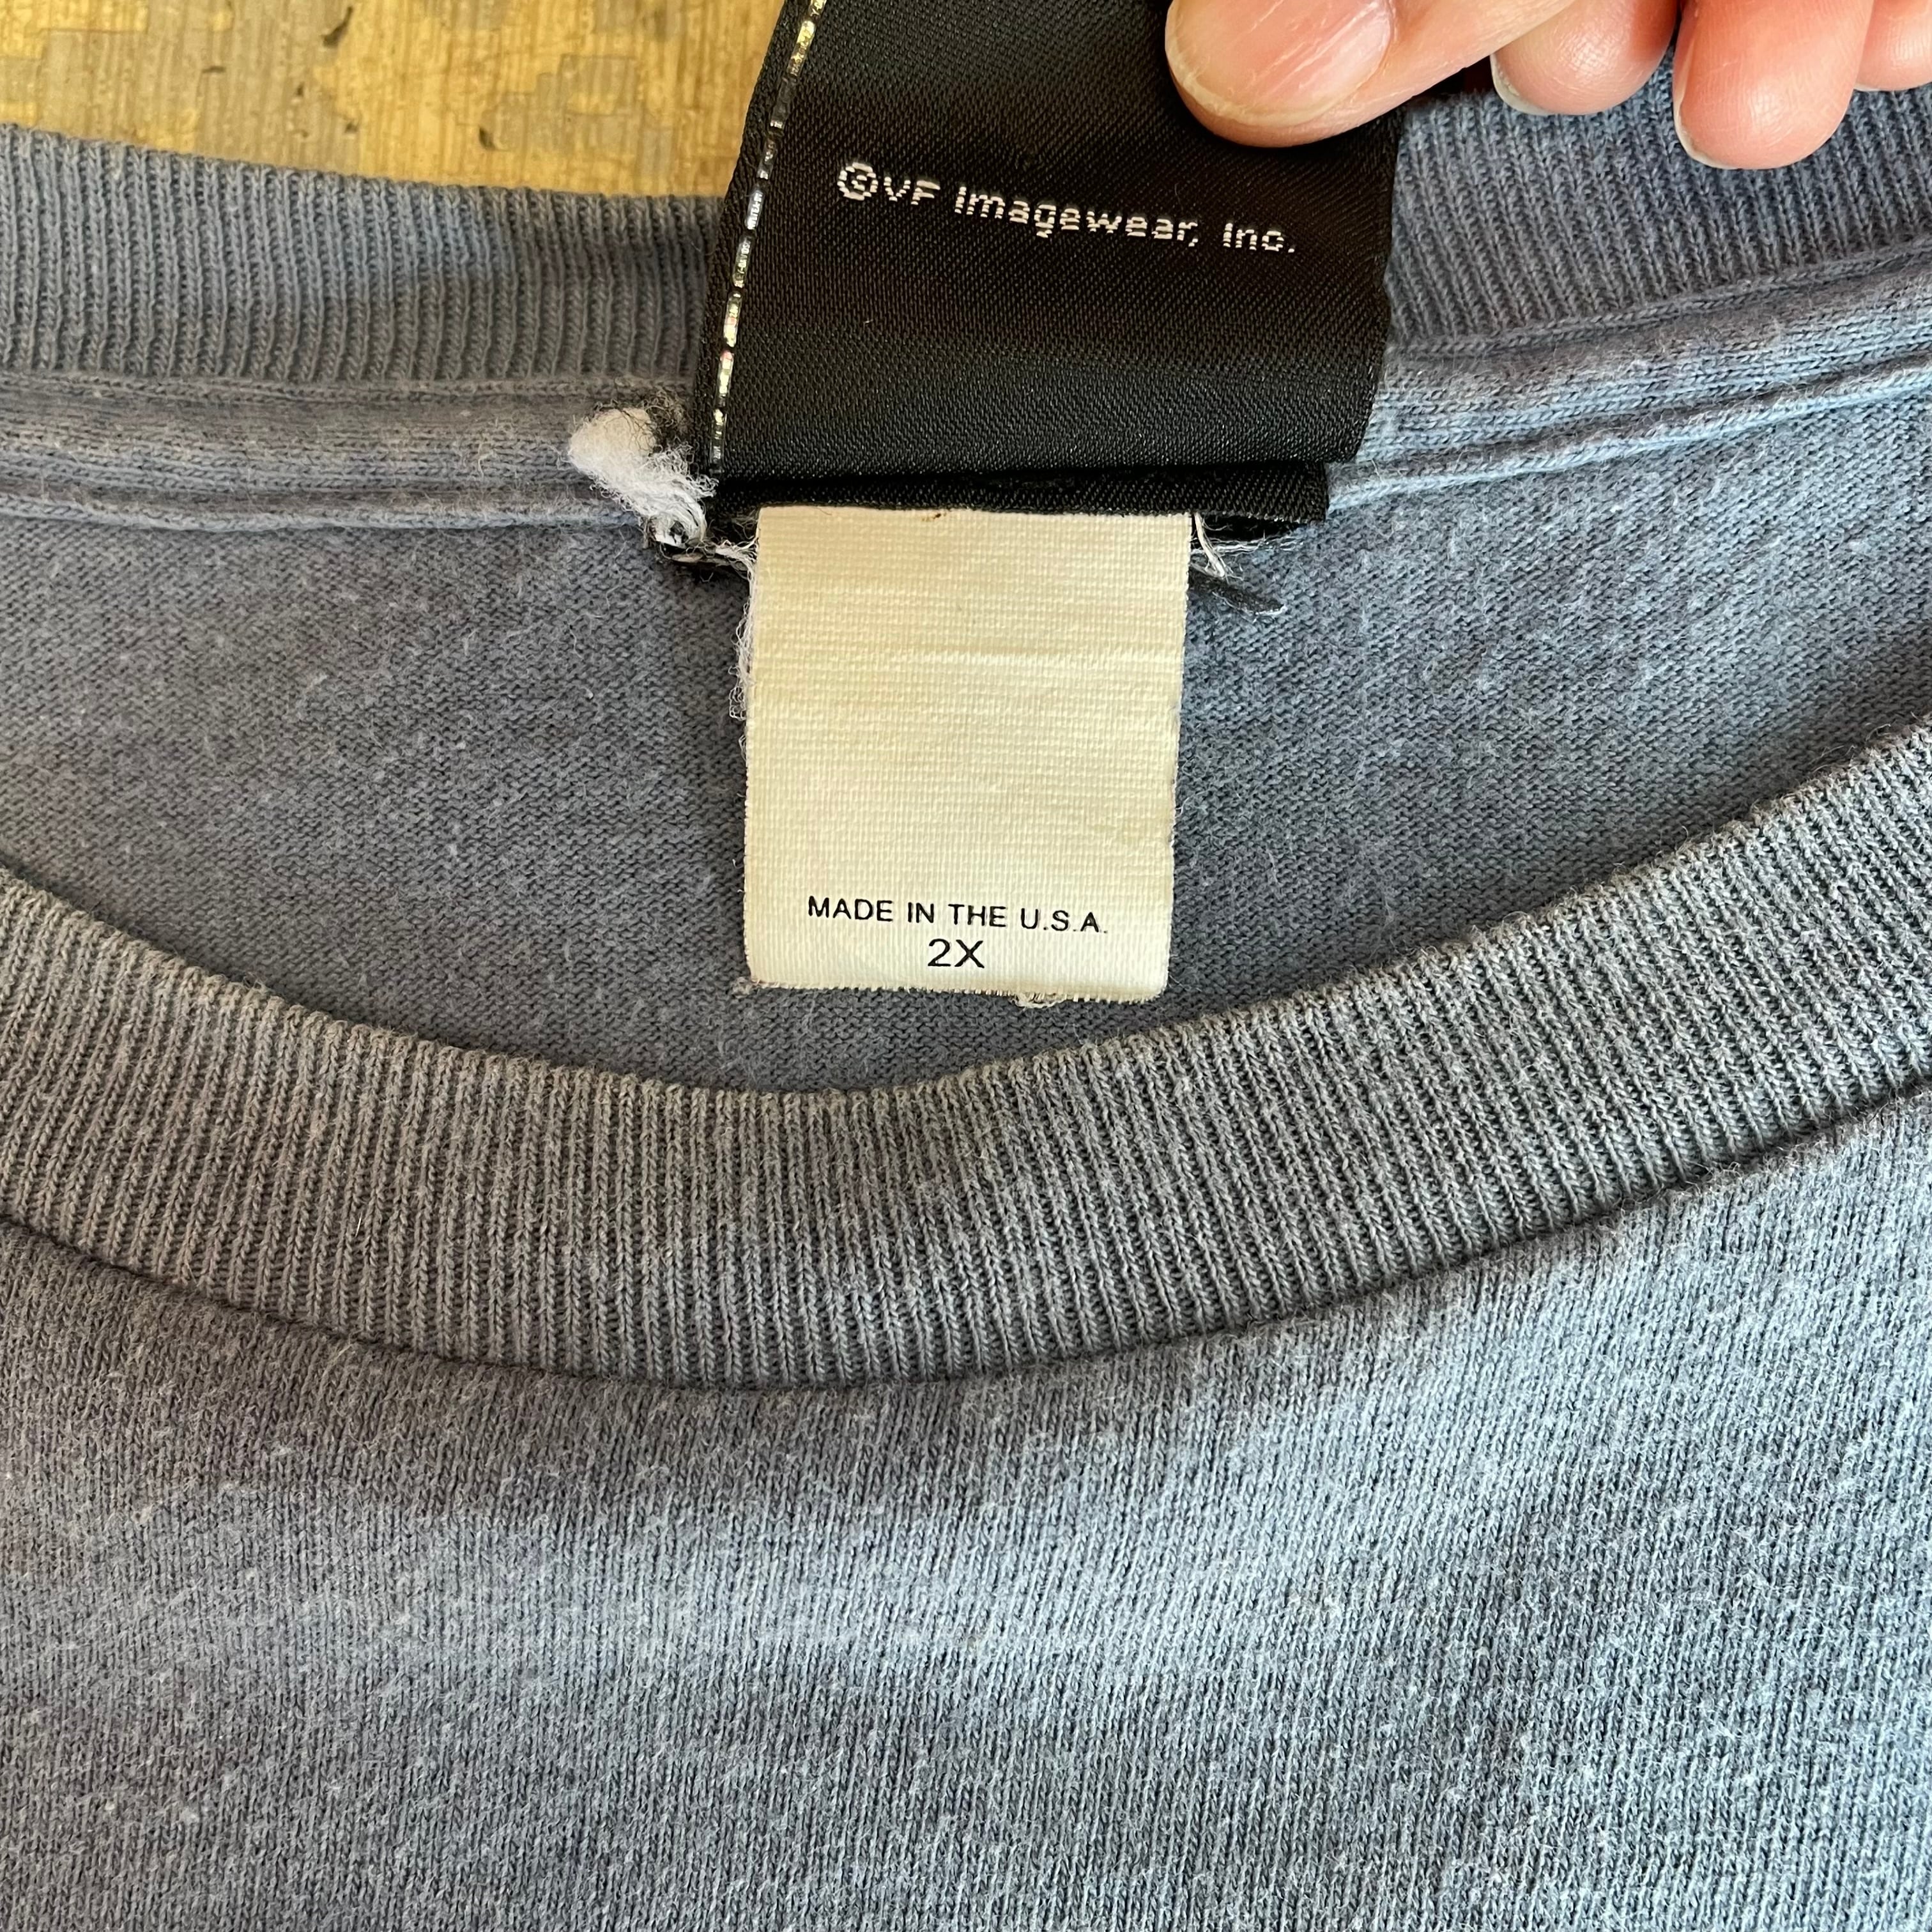 ©VF Imagewear, Inc.
MADE IN THE U.S.A.
2X